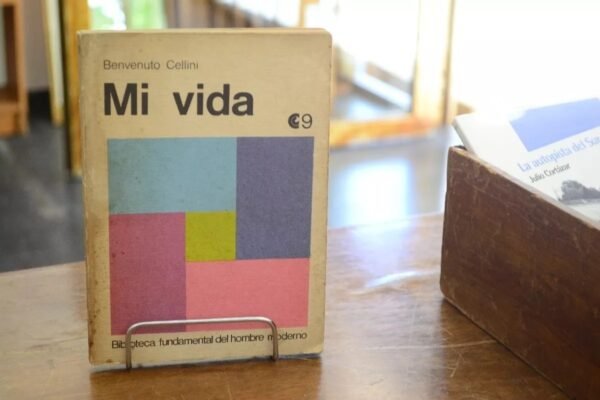 Benvenuto Cellini
Mi vida
9
Biblioteca fundamental del hombre moderno
La autopista del Sur
Julio Cortázar